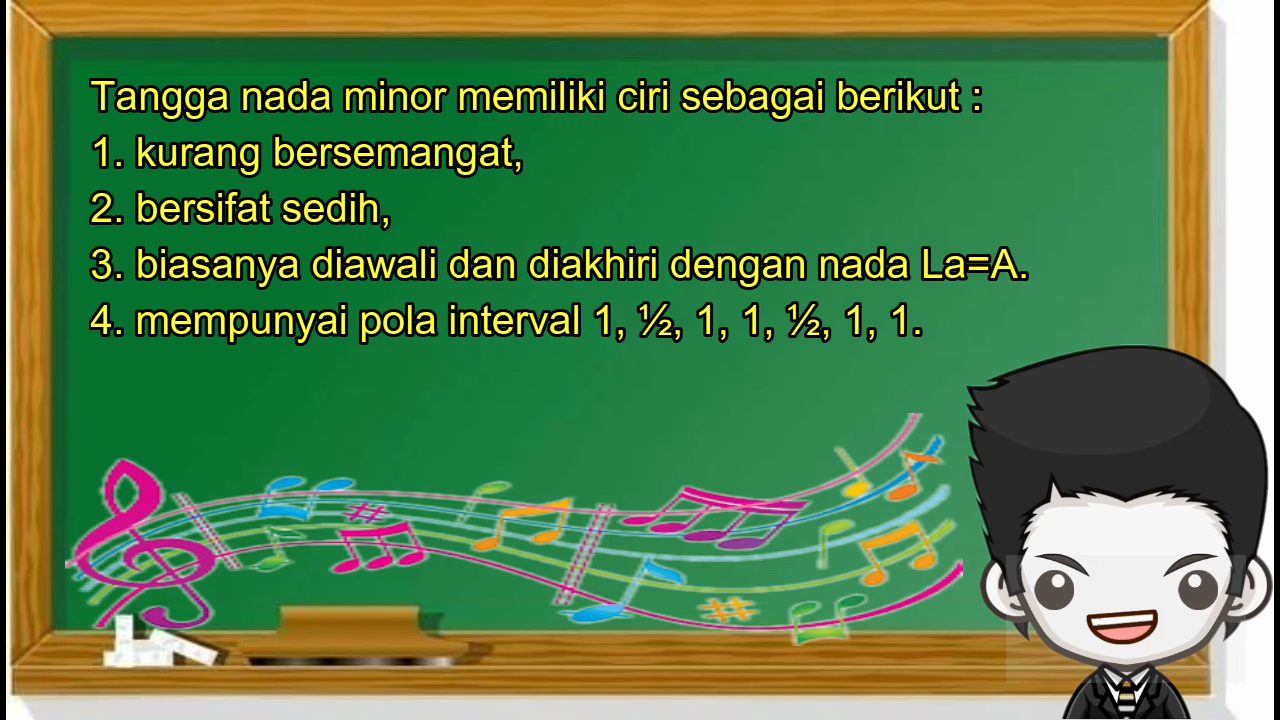 Tangga nada minor memiliki ciri sebagai berikut :
1. kurang bersemangat,
2. bersifat sedih,
3. biasanya diawali dan diakhiri dengan nada La=A.
4. mempunyai pola interval 1, ½, 1, 1, ½, 1, 1.